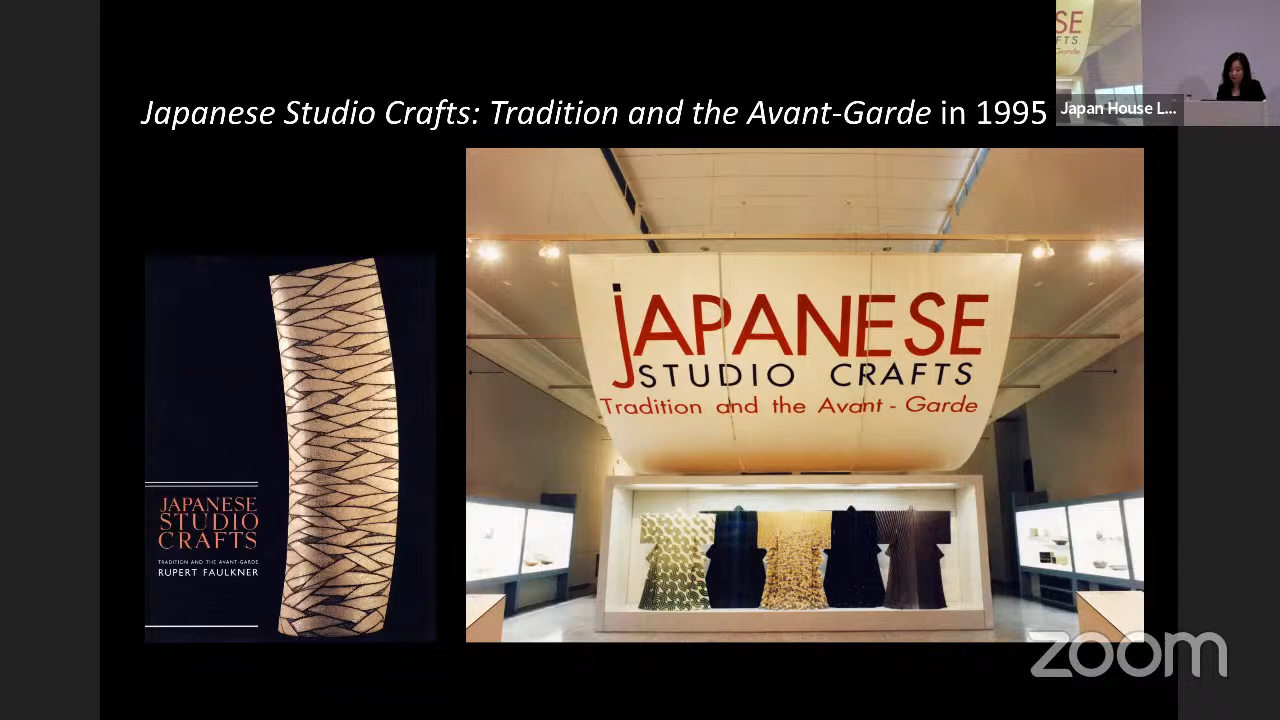 Japanese Studio Crafts: Tradition and the Avant-Garde in 1995
SE
FTS
Garde
Japan House L...
jAPANESE
STUDIO CRAFTS
Tradition and the Avant - Garde
JAPANESE
STUDIO
CRAFTS
TRADITION AND THE AVANT-GARDE
RUPERT FAULKNER
zoom